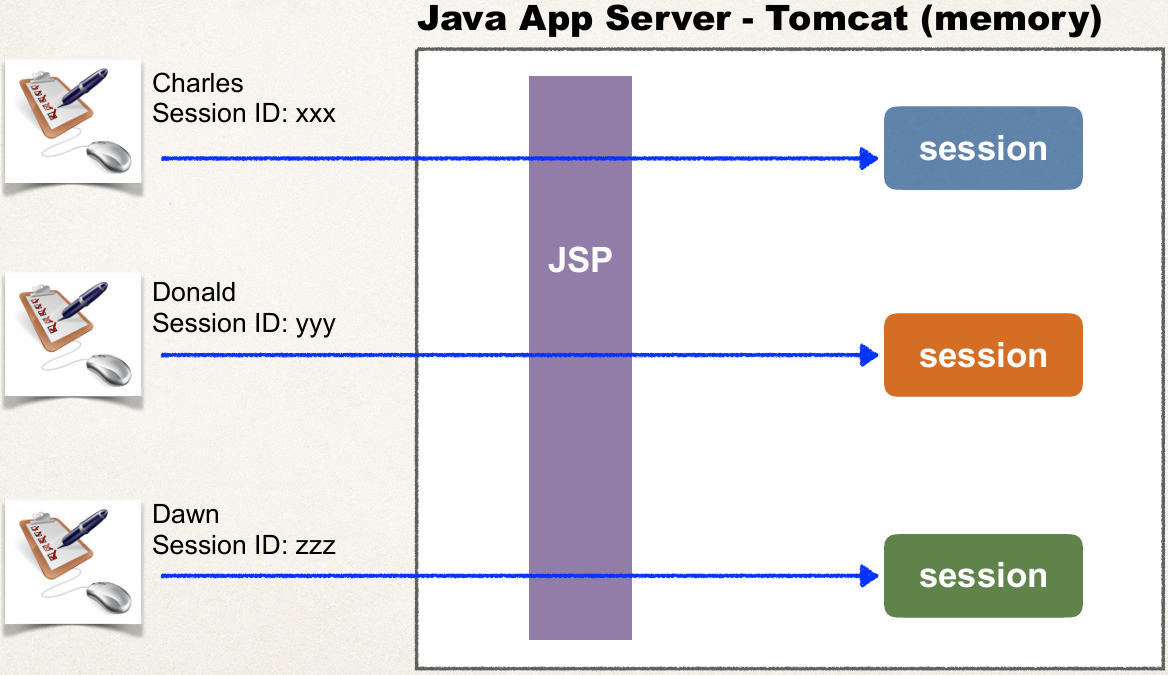 Java App Server - Tomcat (memory)
Charles
Session ID: xxx
session
JSP
Donald
Session ID: yyy
session
Dawn
Session ID: zzz
session